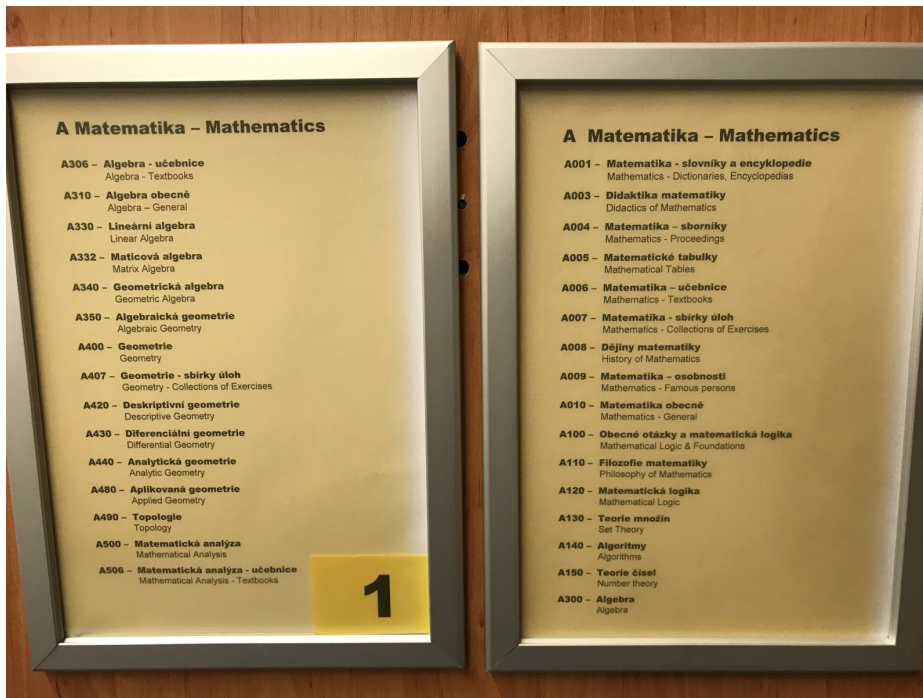 A Matematika – Mathematics
A306 – Algebra - učebnice
Algebra - Textbooks
A310 – Algebra obecně
Algebra – General
A330 – Lineární algebra
Linear Algebra
A332 – Maticová algebra
Matrix Algebra
A340 – Geometrická algebra
Geometric Algebra
A350 – Algebraická geometrie
Algebraic Geometry
A400 – Geometrie
Geometry
A407 – Geometrie - sbírky úloh
Geometry - Collections of Exercises
A420 – Deskriptivní geometrie
Descriptive Geometry
A430 – Diferenciální geometrie
Differential Geometry
A440 – Analytická geometrie
Analytic Geometry
A480 – Aplikovaná geometrie
Applied Geometry
A490 – Topologie
Topology
A500 – Matematická analýza
Mathematical Analysis
A506 – Matematická analýza - učebnice
Mathematical Analysis - Textbooks
1
A Matematika – Mathematics
A001 – Matematika - slovníky a encyklopedie
Mathematics - Dictionaries, Encyclopedias
A003 – Didaktika matematiky
Didactics of Mathematics
A004 – Matematika – sborníky
Mathematics - Proceedings
A005 – Matematické tabulky
Mathematical Tables
A006 – Matematika – učebnice
Mathematics - Textbooks
A007 – Matematika - sbírky úloh
Mathematics - Collections of Exercises
A008 – Dějiny matematiky
History of Mathematics
A009 – Matematika – osobnosti
Mathematics - Famous persons
A010 – Matematika obecně
Mathematics - General
A100 – Obecné otázky a matematická logika
Mathematical Logic & Foundations
A110 – Filozofie matematiky
Philosophy of Mathematics
A120 – Matematická logika
Mathematical Logic
A130 – Teorie množin
Set Theory
A140 – Algoritmy
Algorithms
A150 – Teorie čísel
Number theory
A300 – Algebra
Algebra